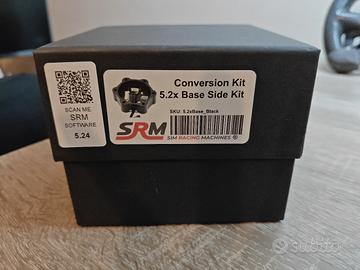 SCAN ME
SRM
SOFTWARE
5.24
Conversion Kit
5.2x Base Side Kit
SKU: 5.2xBase_Black
SRM
SIM RACING MACHINES ®
Subito